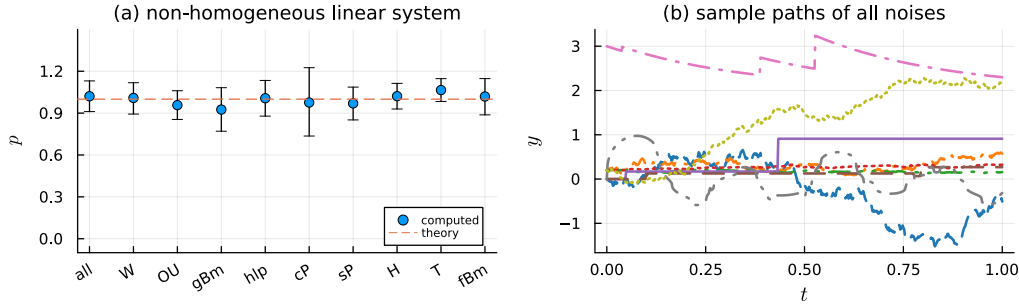 (a) non-homogeneous linear system
p
1.2
0.9
0.6
0.3
0.0
computed
theory
all
W
OU
gBm
hlp
cP
sP
H
T
fBm
(b) sample paths of all noises
y
3
2
1
0
−1
0.00
0.25
0.50
0.75
1.00
t